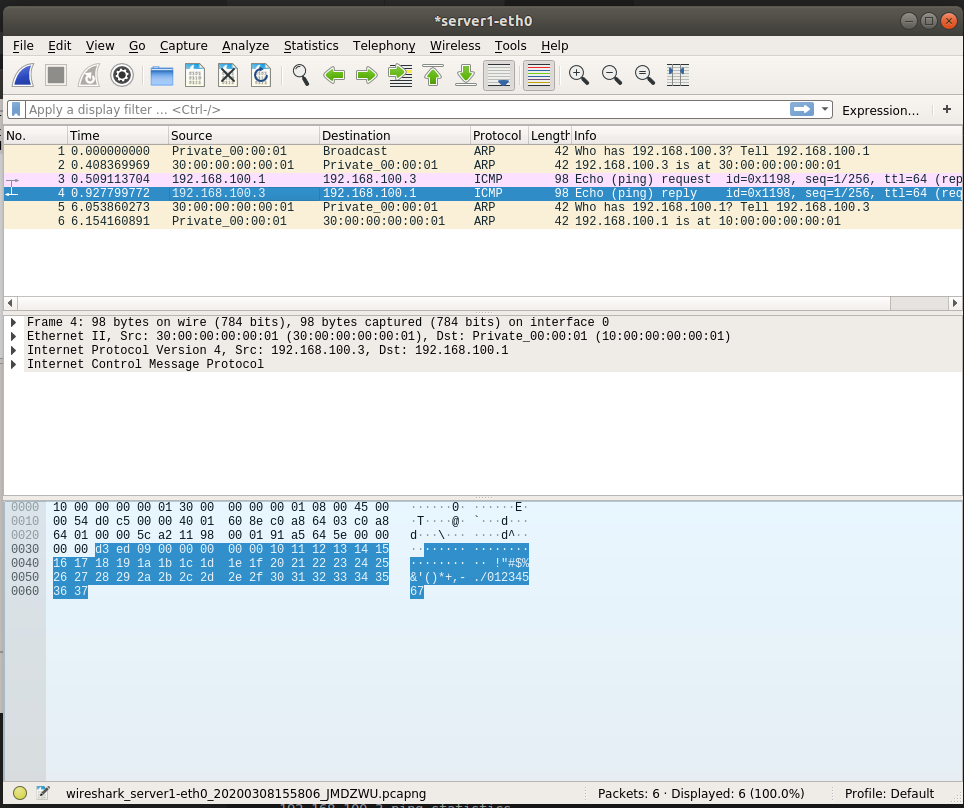 *server1-eth0
File Edit View Go Capture Analyze Statistics Telephony Wireless Tools Help
Apply a display filter ... <Ctrl-/> Expression... +
No. Time Source Destination Protocol Length Info
1 0.000000000 Private_00:00:01 Broadcast ARP 42 Who has 192.168.100.3? Tell 192.168.100.1
2 0.408369969 30:00:00:00:00:01 Private_00:00:01 ARP 42 192.168.100.3 is at 30:00:00:00:00:01
3 0.509113704 192.168.100.1 192.168.100.3 ICMP 98 Echo (ping) request id=0x1198, seq=1/256, ttl=64 (rep
4 0.927799772 192.168.100.3 192.168.100.1 ICMP 98 Echo (ping) reply id=0x1198, seq=1/256, ttl=64 (req
5 6.053860273 30:00:00:00:00:01 Private_00:00:01 ARP 42 Who has 192.168.100.1? Tell 192.168.100.3
6 6.154160891 Private_00:00:01 30:00:00:00:00:01 ARP 42 192.168.100.1 is at 10:00:00:00:00:01
Frame 4: 98 bytes on wire (784 bits), 98 bytes captured (784 bits) on interface 0
Ethernet II, Src: 30:00:00:00:00:01 (30:00:00:00:00:01), Dst: Private_00:00:01 (10:00:00:00:00:01)
Internet Protocol Version 4, Src: 192.168.100.3, Dst: 192.168.100.1
Internet Control Message Protocol
0000 10 00 00 00 00 01 30 00 00 00 00 01 08 00 45 00 ······0· ······E·
0010 00 54 d0 c5 00 00 40 01 60 8e c0 a8 64 03 c0 a8 ·T····@· `···d···
0020 64 01 00 00 5c a2 11 98 00 01 91 a5 64 5e 00 00 d···\··· ····d^··
0030 00 00 d3 ed 09 00 00 00 00 00 10 11 12 13 14 15 ········ ········
0040 16 17 18 19 1a 1b 1c 1d 1e 1f 20 21 22 23 24 25 ········ ·· !"#$%
0050 26 27 28 29 2a 2b 2c 2d 2e 2f 30 31 32 33 34 35 &'()*+,- ./012345
0060 36 37 67
wireshark_server1-eth0_20200308155806_JMDZWU.pcapng Packets: 6 · Displayed: 6 (100.0%) Profile: Default